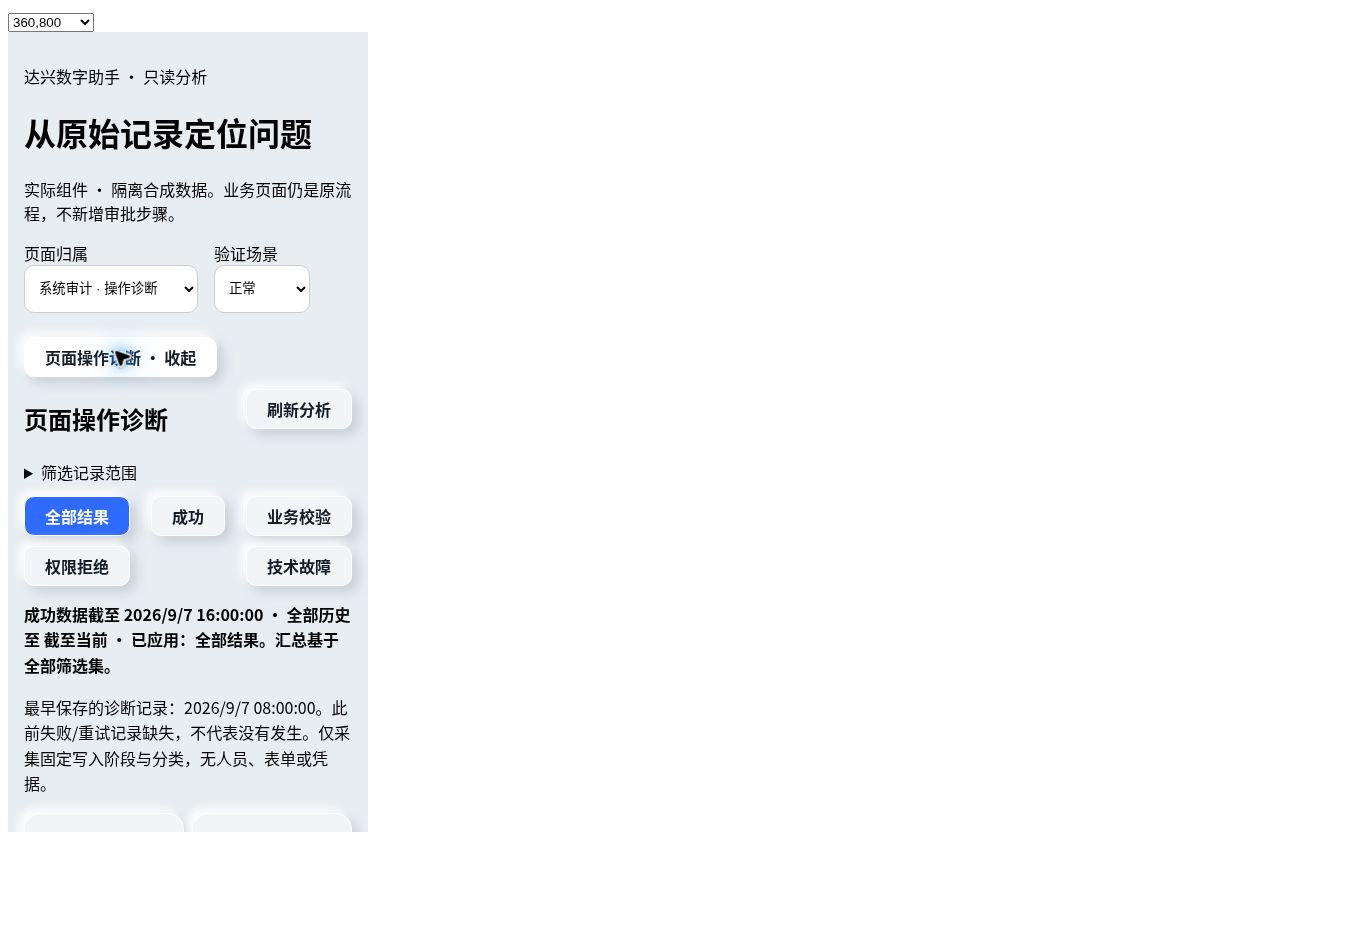 360,800
达兴数字助手 · 只读分析
从原始记录定位问题
实际组件 · 隔离合成数据。业务页面仍是原流
程，不新增审批步骤。
页面归属
验证场景
系统审计 · 操作诊断
正常
页面操作诊断 · 收起
页面操作诊断
刷新分析
筛选记录范围
全部结果
成功
业务校验
权限拒绝
技术故障
成功数据截至 2026/9/7 16:00:00 · 全部历史
至 截至当前 · 已应用：全部结果。汇总基于
全部筛选集。
最早保存的诊断记录：2026/9/7 08:00:00。此
前失败/重试记录缺失，不代表没有发生。仅采
集固定写入阶段与分类，无人员、表单或凭
据。